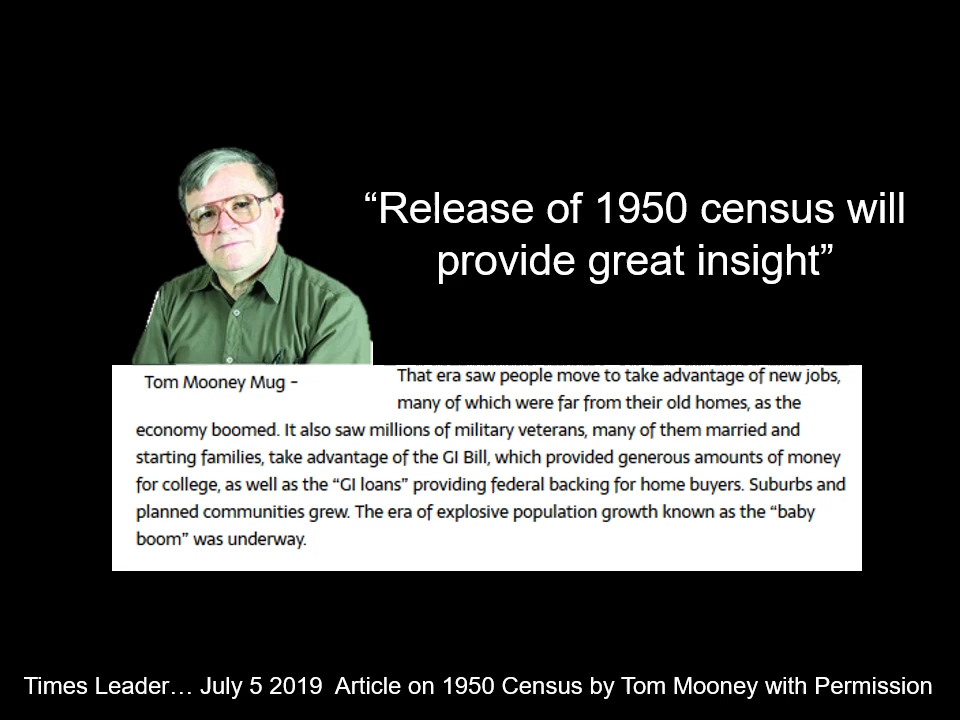 “Release of 1950 census will
provide great insight”
Tom Mooney Mug -
That era saw people move to take advantage of new jobs,
many of which were far from their old homes, as the
economy boomed. It also saw millions of military veterans, many of them married and
starting families, take advantage of the GI Bill, which provided generous amounts of money
for college, as well as the “GI loans” providing federal backing for home buyers. Suburbs and
planned communities grew. The era of explosive population growth known as the “baby
boom” was underway.
Times Leader… July 5 2019  Article on 1950 Census by Tom Mooney with Permission